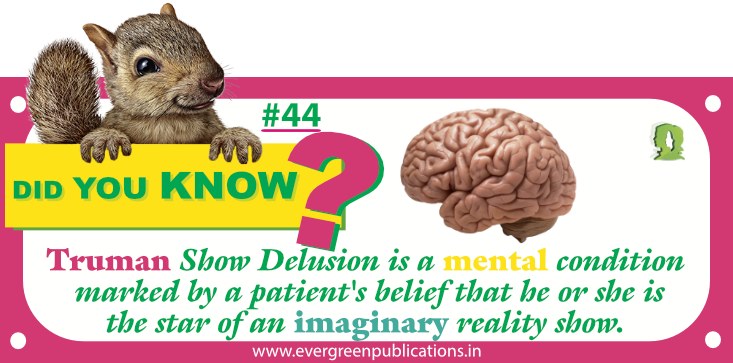 #44
DID YOU KNOW ?
Truman Show Delusion is a mental condition
marked by a patient's belief that he or she is
the star of an imaginary reality show.
www.evergreenpublications.in